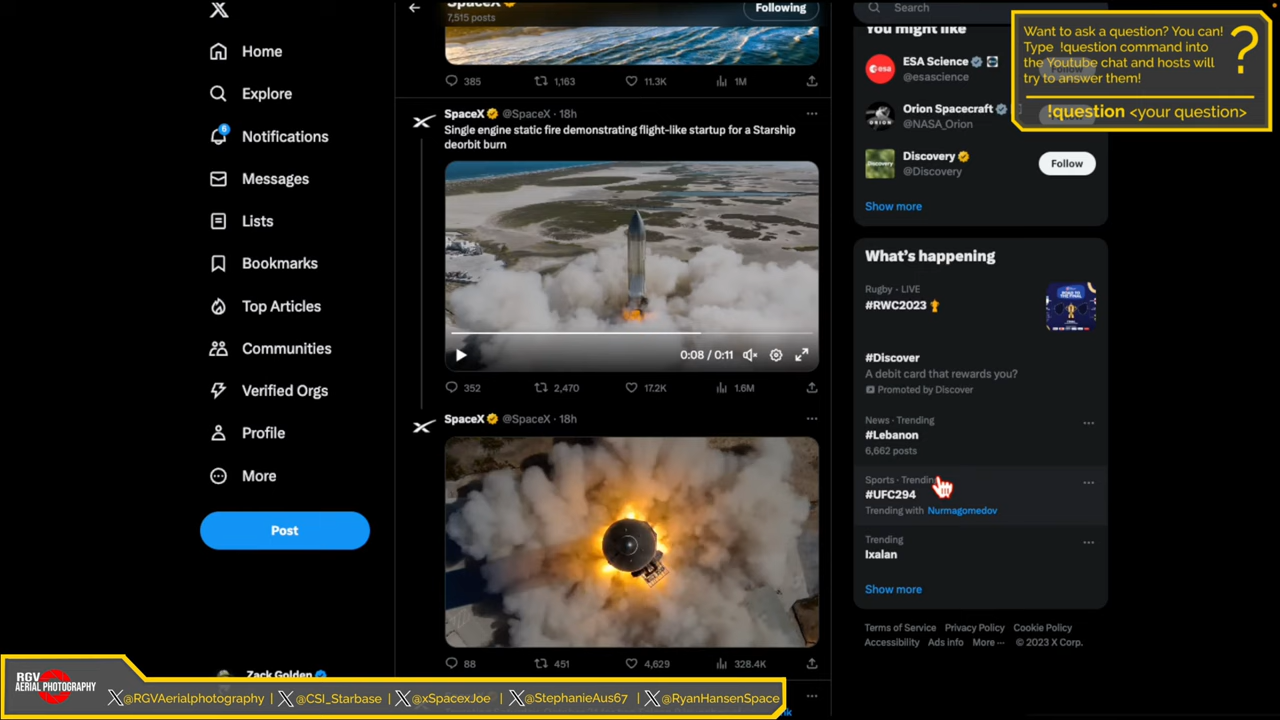 Home
Explore
6
Notifications
Messages
Lists
Bookmarks
Top Articles
Communities
Verified Orgs
Profile
More
Post
Zack Golden
SpaceX
7,515 posts
Following
385 1,163 11.3K 1M
SpaceX @SpaceX · 18h
Single engine static fire demonstrating flight-like startup for a Starship
deorbit burn
0:08 / 0:11
352 2,470 17.2K 1.6M
SpaceX @SpaceX · 18h
88 451 4,629 328.4K
Search
You might like
ESA Science
@esascience
esa
Orion Spacecraft
@NASA_Orion
Discovery
@Discovery
Follow
Show more
What's happening
Rugby · LIVE
#RWC2023
#Discover
A debit card that rewards you?
Promoted by Discover
News · Trending
#Lebanon
6,662 posts
Sports · Trending
#UFC294
Trending with Nurmagomedov
Trending
Ixalan
Show more
Terms of Service Privacy Policy Cookie Policy
Accessibility Ads info More ··· © 2023 X Corp.
Want to ask a question? You can!
Type !question command into
the Youtube chat and hosts will
try to answer them!
?
!question <your question>
RGV
AERIAL PHOTOGRAPHY
X@RGVAerialphotography | X@CSI_Starbase | X@xSpacexJoe | X@StephanieAus67 | X@RyanHansenSpace